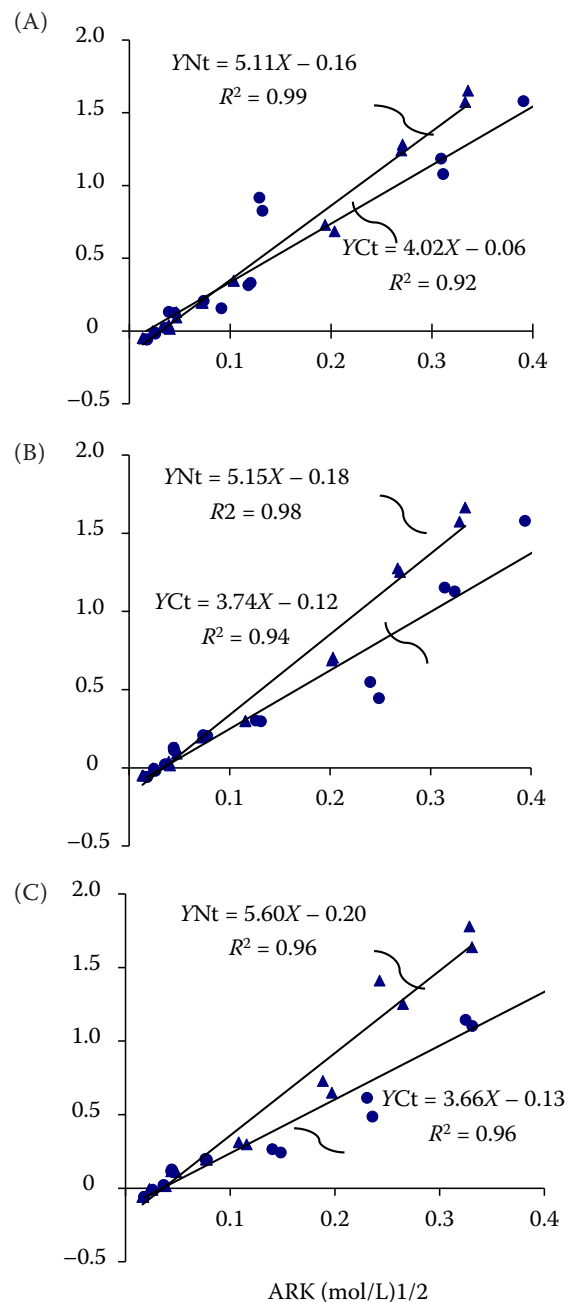 (A)
2.0
YNt = 5.11X – 0.16
R² = 0.99
1.5
1.0
YCt = 4.02X – 0.06
R² = 0.92
0.5
0
0.1 0.2 0.3 0.4
–0.5
(B)
2.0
YNt = 5.15X – 0.18
R2 = 0.98
1.5
YCt = 3.74X – 0.12
R² = 0.94
1.0
0.5
0
0.1 0.2 0.3 0.4
–0.5
(C)
2.0
YNt = 5.60X – 0.20
R² = 0.96
1.5
1.0
YCt = 3.66X – 0.13
R² = 0.96
0.5
0
0.1 0.2 0.3 0.4
–0.5
ARK (mol/L)1/2